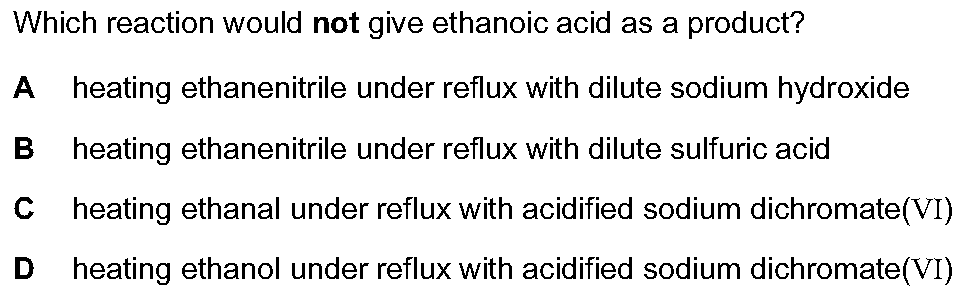 Which reaction would not give ethanoic acid as a product?
A heating ethanenitrile under reflux with dilute sodium hydroxide
B heating ethanenitrile under reflux with dilute sulfuric acid
C heating ethanal under reflux with acidified sodium dichromate(VI)
D heating ethanol under reflux with acidified sodium dichromate(VI)